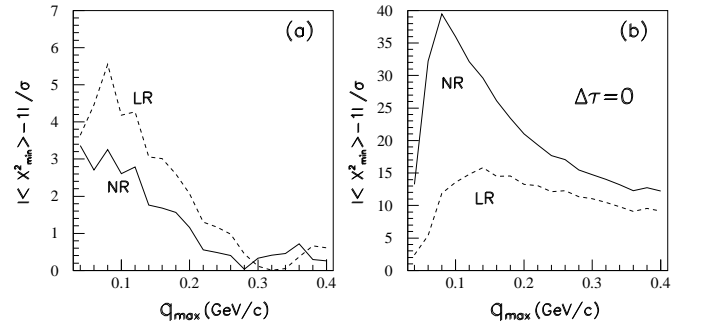 (a)
|< χ²min > −1| / σ
7
6
5
4
3
2
1
0
LR
NR
0.1 0.2 0.3 0.4
qmax (GeV/c)
(b)
|< χ²min > −1| / σ
40
35
30
25
20
15
10
5
0
NR
Δτ=0
LR
0.1 0.2 0.3 0.4
qmax (GeV/c)